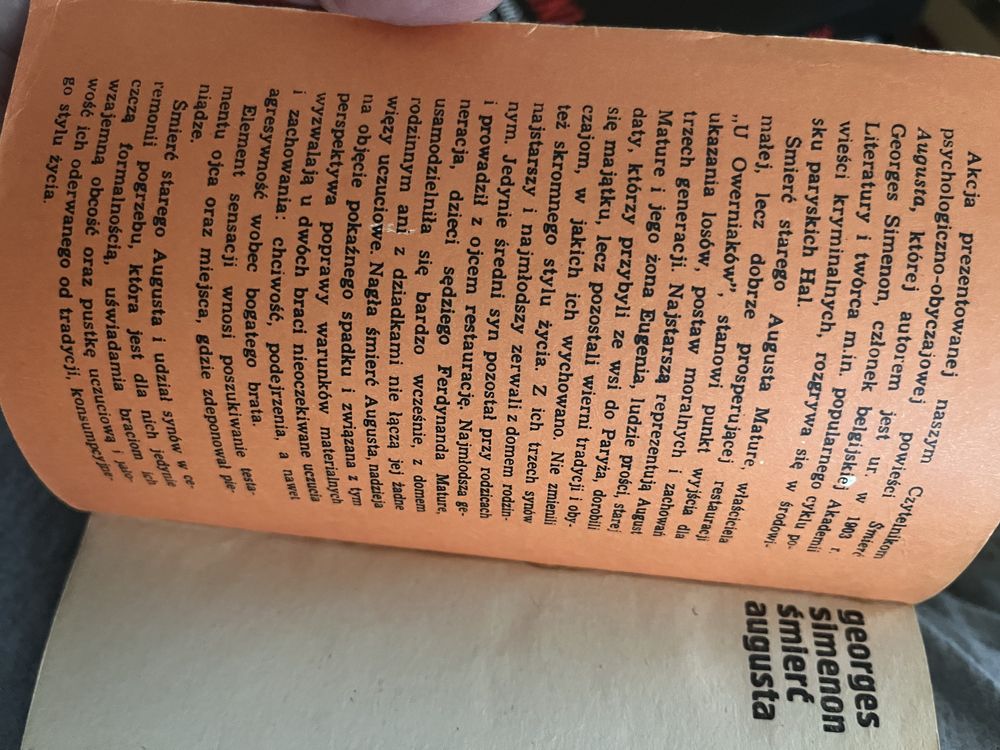 Akcja prezentowanej naszym Czytelnikom
psychologiczno-obyczajowej powieści Śmierć
Augusta, której autorem jest ur. w 1903 r.
Georges Simenon, członek belgijskiej Akademii
Literatury i twórca m.in. popularnego cyklu po-
wieści kryminalnych, rozgrywa się w środowi-
sku paryskich Hal.
Śmierć starego Augusta Mature, właściciela
małej, lecz dobrze prosperującej restauracji
„U Owerniaków”, stanowi punkt wyjścia dla
ukazania losów, postaw moralnych i zachowań
trzech generacji. Najstarszą reprezentują August
Mature i jego żona Eugenia, ludzie prości, starej
daty, którzy przybyli ze wsi do Paryża, dorobili
się majątku, lecz pozostali wierni tradycji i oby-
czajom, w jakich ich wychowano. Nie zmienili
też skromnego stylu życia. Z ich trzech synów
najstarszy i najmłodszy zerwali z domem rodzin-
nym. Jedynie średni syn pozostał przy rodzicach
i prowadził z ojcem restaurację. Najmłodsza ge-
neracja, dzieci sędziego Ferdynanda Mature,
usamodzielniła się bardzo wcześnie, z domem
rodzinnym ani z dziadkami nie łączą jej żadne
więzy uczuciowe. Nagła śmierć Augusta, nadzieja
na objęcie pokaźnego spadku i związana z tym
perspektywa poprawy warunków materialnych
wyzwalają u dwóch braci nieoczekiwane uczucia
i zachowania: chciwość, podejrzenia, a nawet
agresywność wobec bogatego brata.
Element sensacji wnosi poszukiwanie testa-
mentu ojca oraz miejsca, gdzie zdeponował pie-
niądze.
Śmierć starego Augusta i udział synów w ce-
remonii pogrzebu, która jest dla nich jedynie
czczą formalnością, uświadamia braciom ich
wzajemną obcość oraz pustkę uczuciową i jało-
wość ich oderwanego od tradycji, konsumpcyjne-
go stylu życia.
georges
simenon
śmierć
augusta